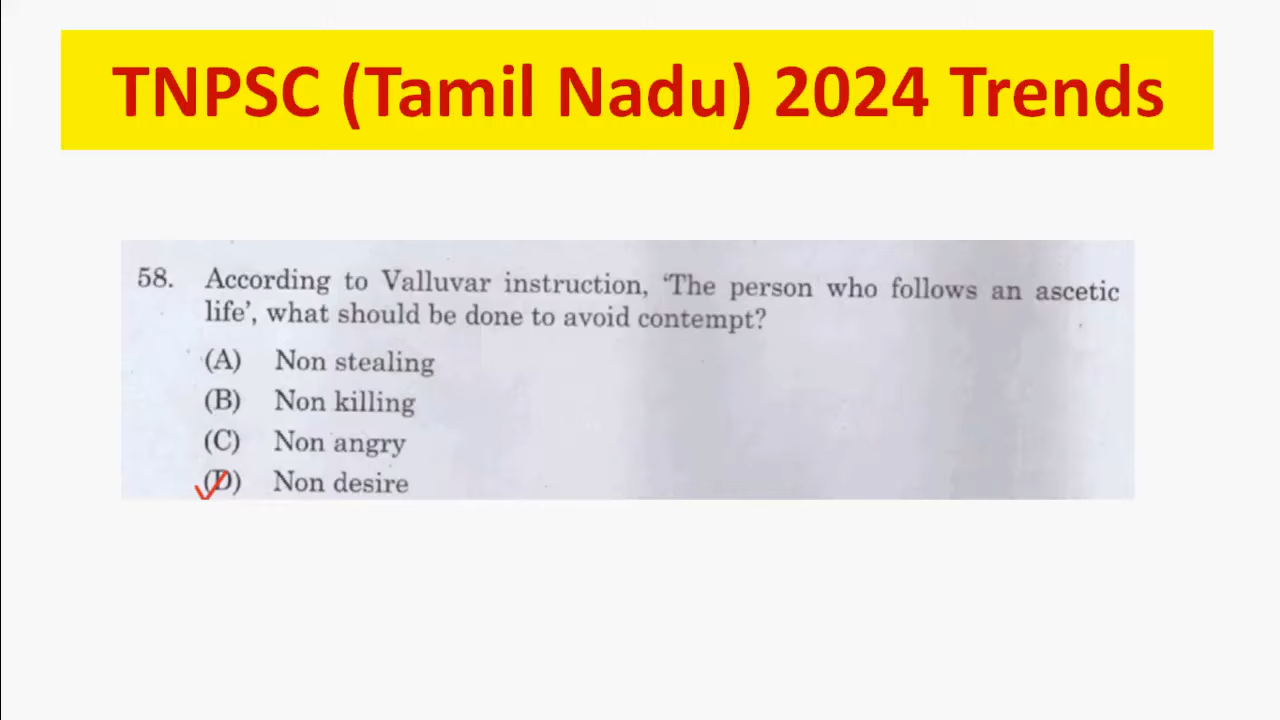 TNPSC (Tamil Nadu) 2024 Trends
58. According to Valluvar instruction, ‘The person who follows an ascetic
life’, what should be done to avoid contempt?
(A) Non stealing
(B) Non killing
(C) Non angry
(D) Non desire